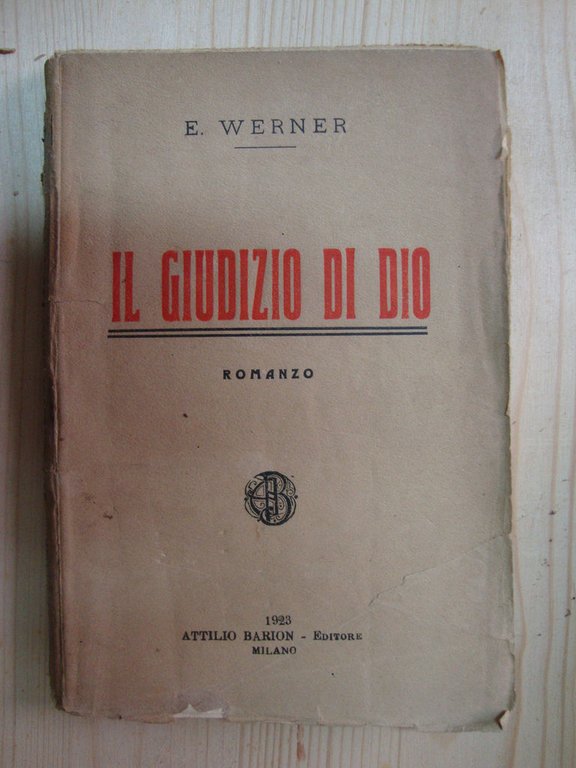 E. WERNER
IL GIUDIZIO DI DIO
ROMANZO
1923
ATTILIO BARION - EDITORE
MILANO